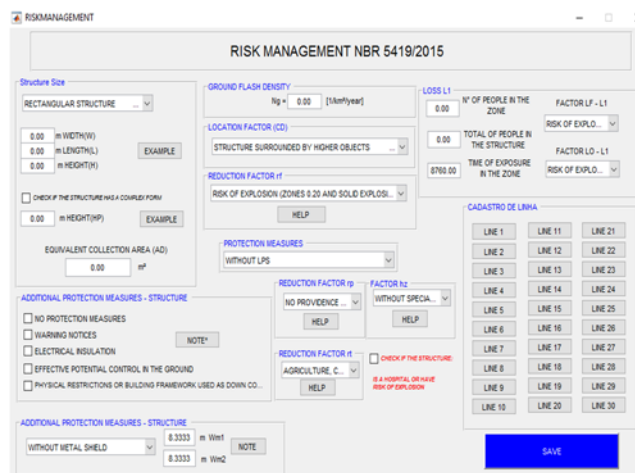 RISKMANAGEMENT
RISK MANAGEMENT NBR 5419/2015
Structure Size
RECTANGULAR STRUCTURE ...
0.00 m WIDTH(W)
0.00 m LENGTH(L)
0.00 m HEIGHT(H)
EXAMPLE
CHECK IF THE STRUCTURE HAS A COMPLEX FORM
0.00 m HEIGHT(HP)
EXAMPLE
EQUIVALENT COLLECTION AREA (AD)
0.00 m²
GROUND FLASH DENSITY
Ng = 0.00 [1/km²/year]
LOCATION FACTOR (CD)
STRUCTURE SURROUNDED BY HIGHER OBJECTS ...
REDUCTION FACTOR rf
RISK OF EXPLOSION (ZONES 0.20 AND SOLID EXPLOSI...
HELP
PROTECTION MEASURES
WITHOUT LPS
LOSS L1
0.00 N° OF PEOPLE IN THE ZONE
0.00 TOTAL OF PEOPLE IN THE STRUCTURE
8760.00 TIME OF EXPOSURE IN THE ZONE
FACTOR LF - L1
RISK OF EXPLO...
FACTOR LO - L1
RISK OF EXPLO...
ADDITIONAL PROTECTION MEASURES - STRUCTURE
NO PROTECTION MEASURES
WARNING NOTICES
ELECTRICAL INSULATION
EFFECTIVE POTENTIAL CONTROL IN THE GROUND
PHYSICAL RESTRICTIONS OR BUILDING FRAMEWORK USED AS DOWN CO...
NOTE*
REDUCTION FACTOR rp
NO PROVIDENCE ...
HELP
FACTOR hz
WITHOUT SPECIA...
HELP
REDUCTION FACTOR rt
AGRICULTURE, C...
HELP
CHECK IF THE STRUCTURE:
IS A HOSPITAL OR HAVE
RISK OF EXPLOSION
CADASTRO DE LINHA
LINE 1 LINE 11 LINE 21
LINE 2 LINE 12 LINE 22
LINE 3 LINE 13 LINE 23
LINE 4 LINE 14 LINE 24
LINE 5 LINE 15 LINE 25
LINE 6 LINE 16 LINE 26
LINE 7 LINE 17 LINE 27
LINE 8 LINE 18 LINE 28
LINE 9 LINE 19 LINE 29
LINE 10 LINE 20 LINE 30
ADDITIONAL PROTECTION MEASURES - STRUCTURE
WITHOUT METAL SHIELD
8.3333 m Wm1
8.3333 m Wm2
NOTE
SAVE